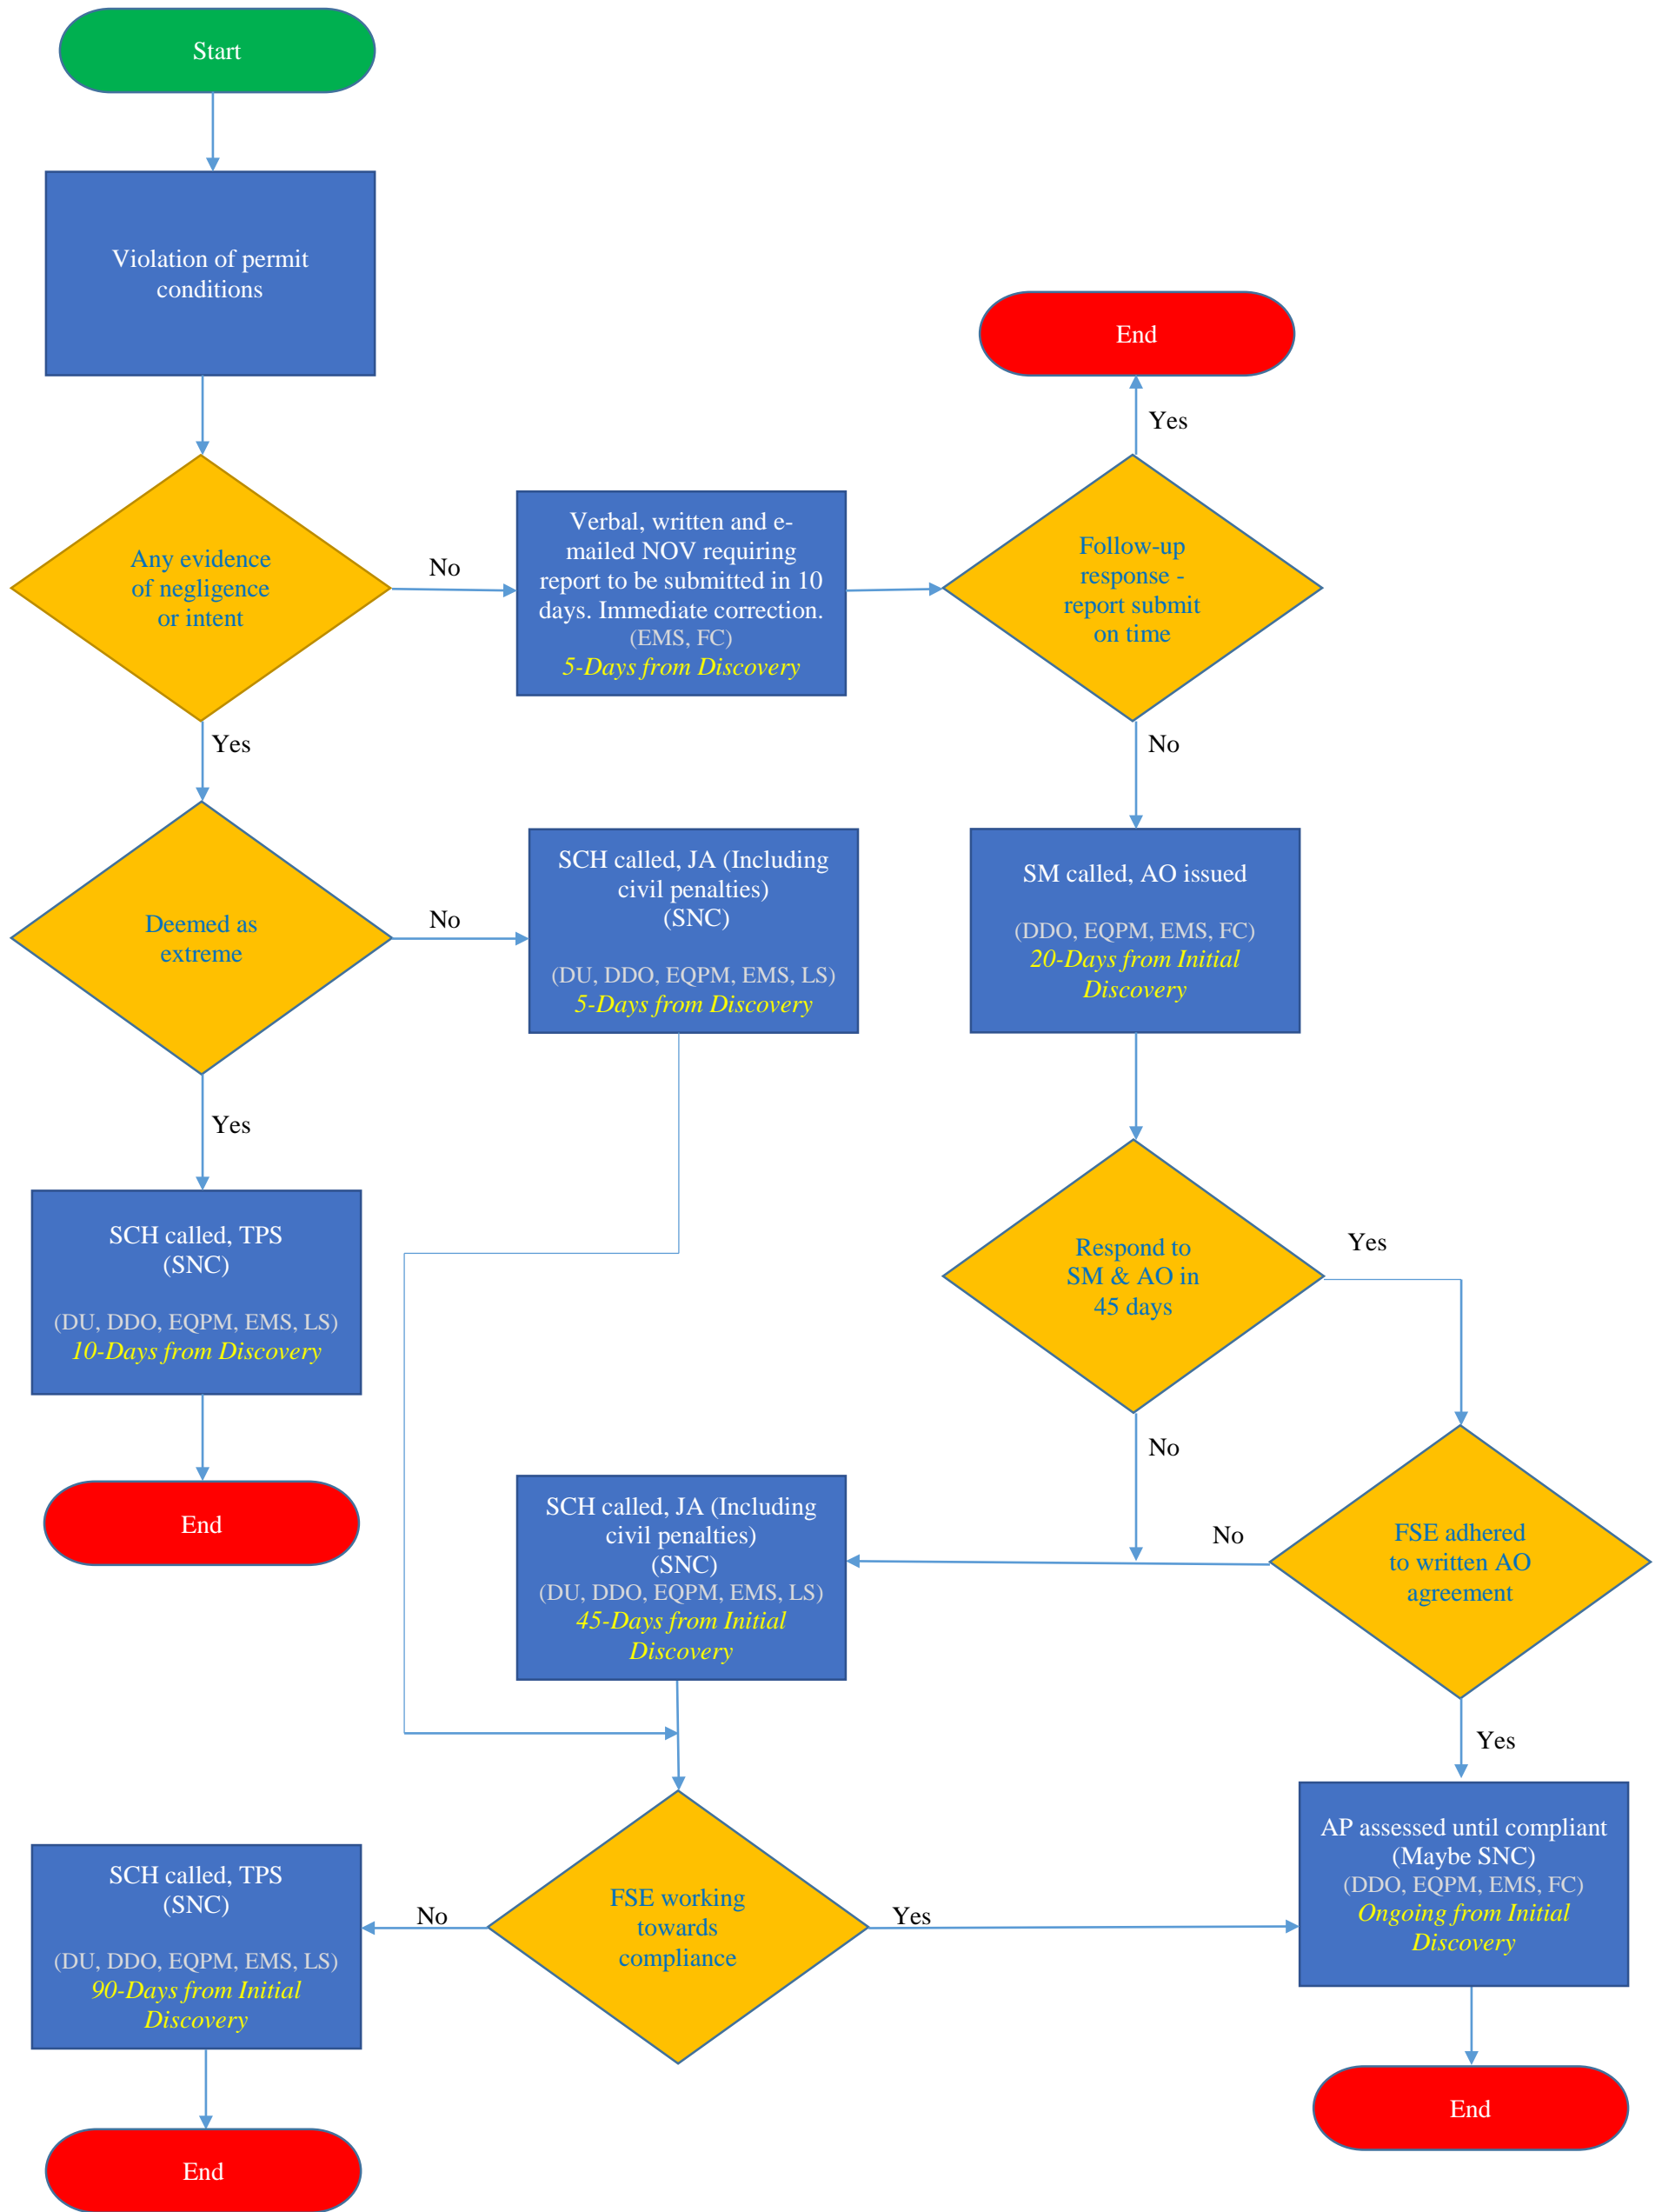 Start
Violation of permit
conditions
End
Yes
Any evidence
of negligence
or intent
No
Verbal, written and e-
mailed NOV requiring
report to be submitted in 10
days. Immediate correction.
(EMS, FC)
5-Days from Discovery
Follow-up
response -
report submit
on time
Yes
No
Deemed as
extreme
No
SCH called, JA (Including
civil penalties)
(SNC)
(DU, DDO, EQPM, EMS, LS)
5-Days from Discovery
SM called, AO issued
(DDO, EQPM, EMS, FC)
20-Days from Initial
Discovery
Yes
SCH called, TPS
(SNC)
(DU, DDO, EQPM, EMS, LS)
10-Days from Discovery
Respond to
SM & AO in
45 days
Yes
No
End
SCH called, JA (Including
civil penalties)
(SNC)
(DU, DDO, EQPM, EMS, LS)
45-Days from Initial
Discovery
No
FSE adhered
to written AO
agreement
Yes
SCH called, TPS
(SNC)
(DU, DDO, EQPM, EMS, LS)
90-Days from Initial
Discovery
No
FSE working
towards
compliance
Yes
AP assessed until compliant
(Maybe SNC)
(DDO, EQPM, EMS, FC)
Ongoing from Initial
Discovery
End
End